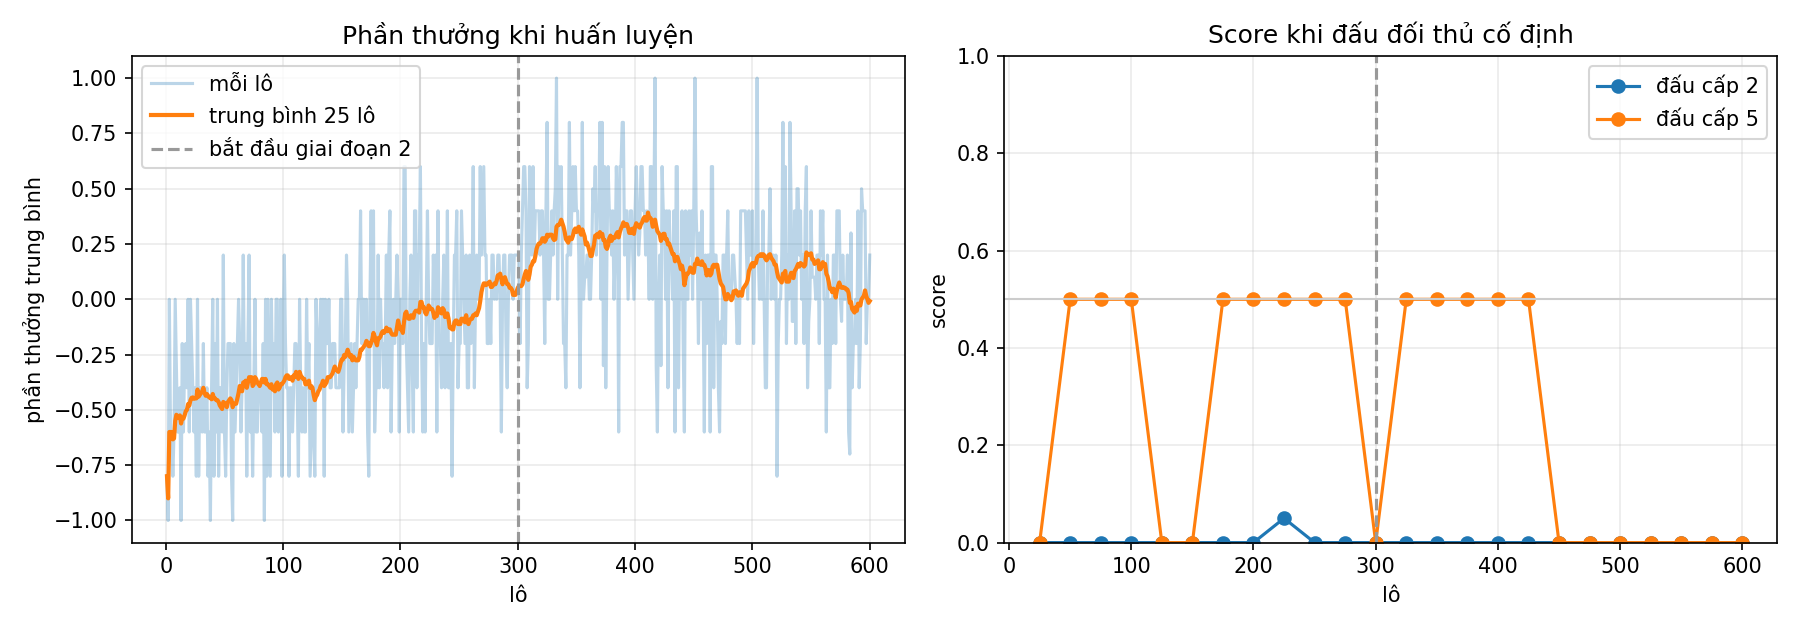 Phần thưởng khi huấn luyện
mỗi lô
trung bình 25 lô
bắt đầu giai đoạn 2
phần thưởng trung bình
1.00
0.75
0.50
0.25
0.00
−0.25
−0.50
−0.75
−1.00
0 100 200 300 400 500 600
lô
Score khi đấu đối thủ cố định
đấu cấp 2
đấu cấp 5
score
1.0
0.8
0.6
0.4
0.2
0.0
0 100 200 300 400 500 600
lô